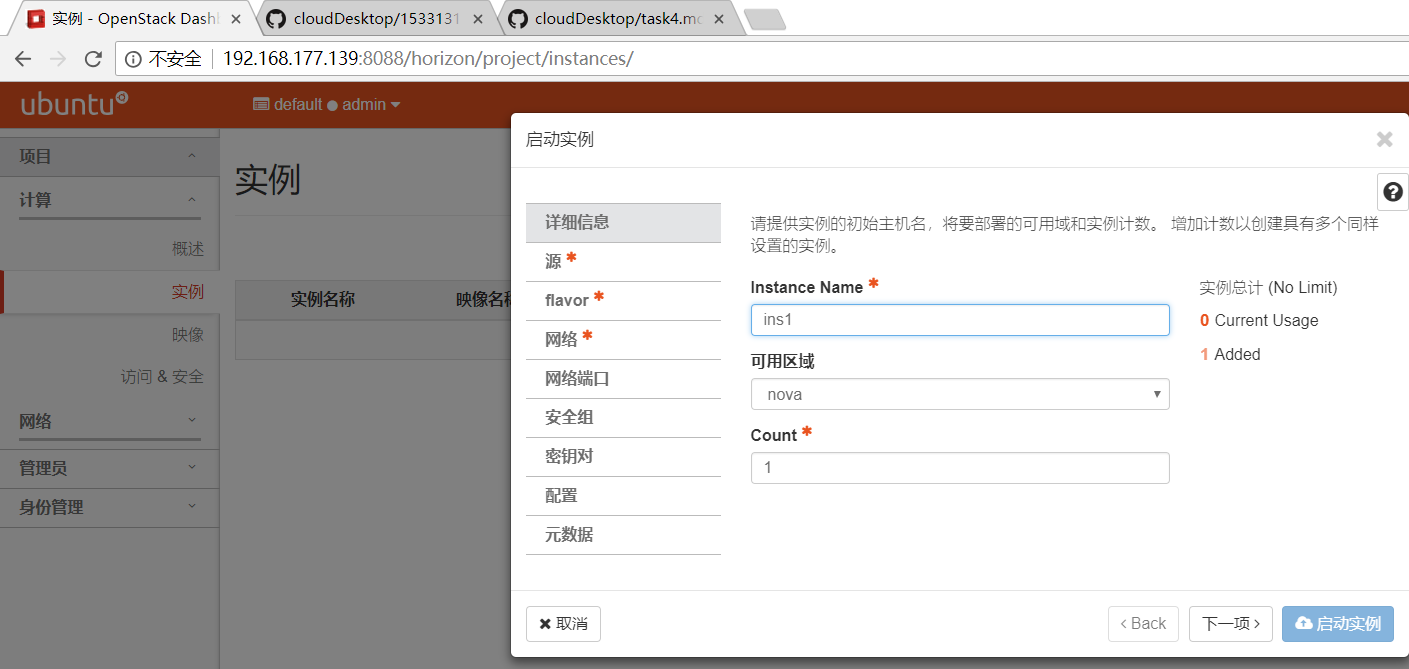 实例 - OpenStack Dashl
cloudDesktop/1533131
cloudDesktop/task4.mc
不安全
192.168.177.139:8088/horizon/project/instances/
ubuntu
default
admin
项目
计算
概述
实例
映像
访问 & 安全
网络
管理员
身份管理
实例
实例名称
映像名称
启动实例
详细信息
源 *
flavor *
网络 *
网络端口
安全组
密钥对
配置
元数据
请提供实例的初始主机名，将要部署的可用域和实例计数。 增加计数以创建具有多个同样
设置的实例。
Instance Name *
ins1
可用区域
nova
Count *
1
实例总计 (No Limit)
0 Current Usage
1 Added
取消
‹ Back
下一项 ›
启动实例